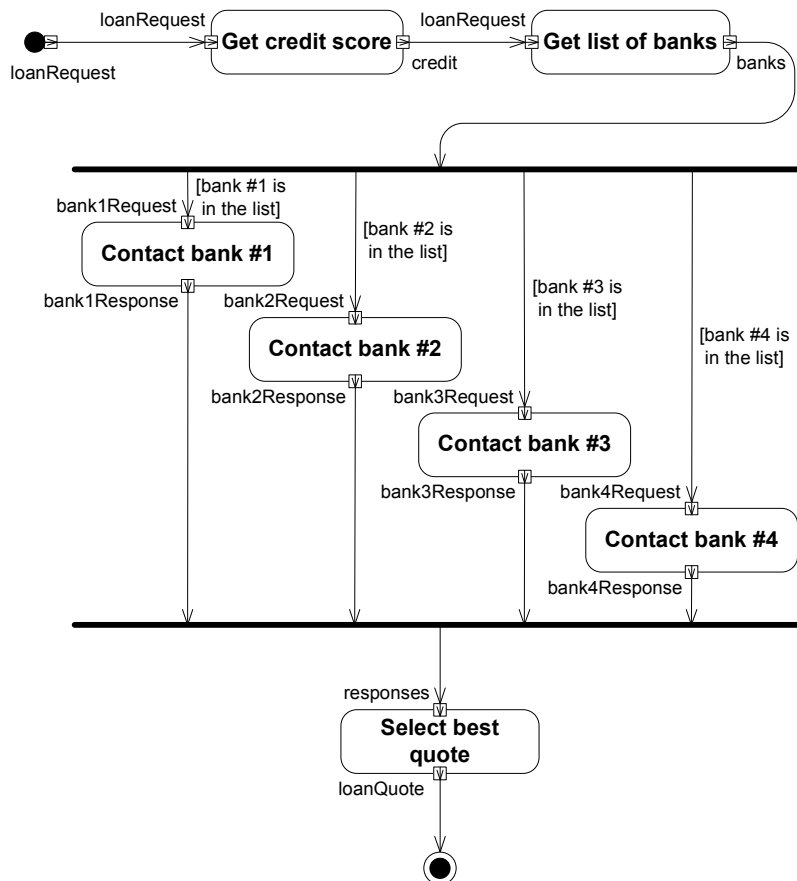 loanRequest
loanRequest
Get credit score
Get list of banks
loanRequest
credit
banks
[bank #1 is
in the list]
bank1Request
Contact bank #1
bank1Response
[bank #2 is
in the list]
bank2Request
Contact bank #2
bank2Response
[bank #3 is
in the list]
bank3Request
Contact bank #3
bank3Response
[bank #4 is
in the list]
bank4Request
Contact bank #4
bank4Response
responses
Select best
quote
loanQuote